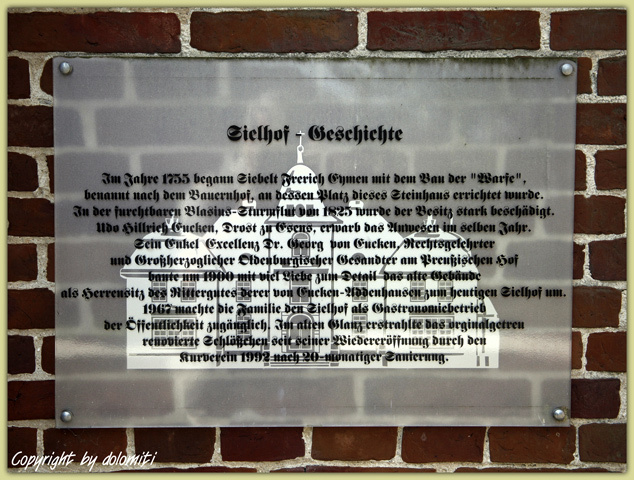 Sielhof - Geschichte
Im Jahre 1755 begann Siebelt Frerich Eymen mit dem Bau der "Warfe",
benannt nach dem Bauernhof, an dessen Platz dieses Steinhaus errichtet wurde.
In der furchtbaren Blasius-Sturmflut von 1825 wurde der Besitz stark beschädigt.
Udo Hillrich Eucken, Drost zu Esens, erwarb das Anwesen im selben Jahr.
Sein Enkel Excellenz Dr. Georg von Eucken, Rechtsgelehrter
und Großherzoglicher Oldenburgischer Gesandter am Preußischen Hof
baute um 1900 mit viel Liebe zum Detail das alte Gebäude
als Herrensitz des Rittergutes derer von Eucken-Addenhausen zum heutigen Sielhof um.
1967 machte die Familie den Sielhof als Gastronomiebetrieb
der Öffentlichkeit zugänglich. Im alten Glanz erstrahlte das orginalgetreu
renovierte Schlößchen seit seiner Wiedereröffnung durch den
Kurverein 1992 nach 20-monatiger Sanierung.
Copyright by dolomiti